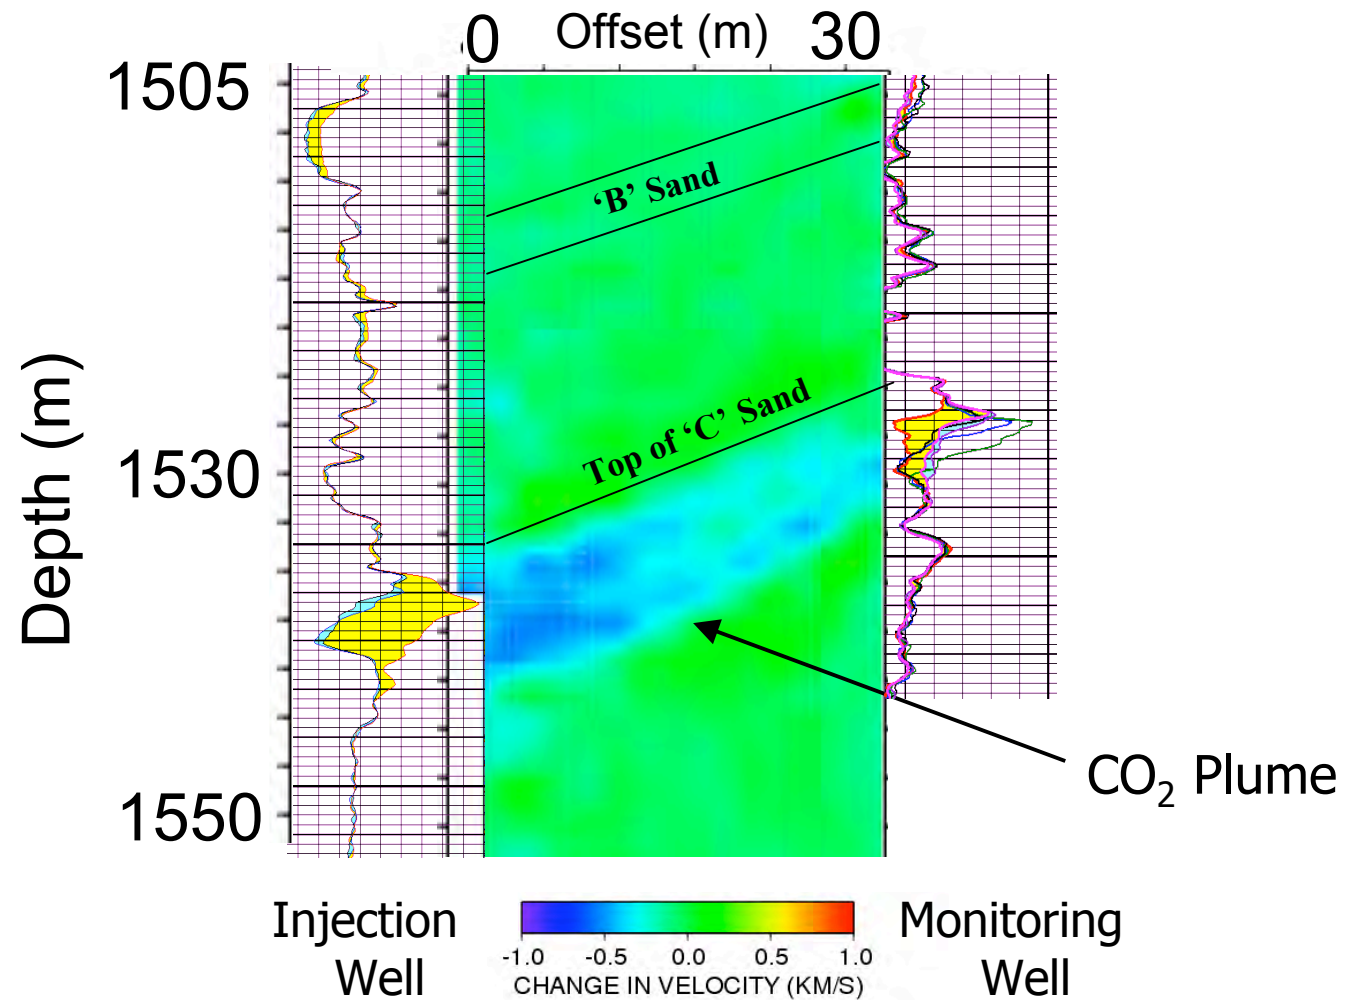 0 Offset (m) 30
1505
‘B’ Sand
Depth (m)
Top of ‘C’ Sand
1530
CO₂ Plume
1550
Injection
Well
Monitoring
Well
-1.0 -0.5 0.0 0.5 1.0
CHANGE IN VELOCITY (KM/S)